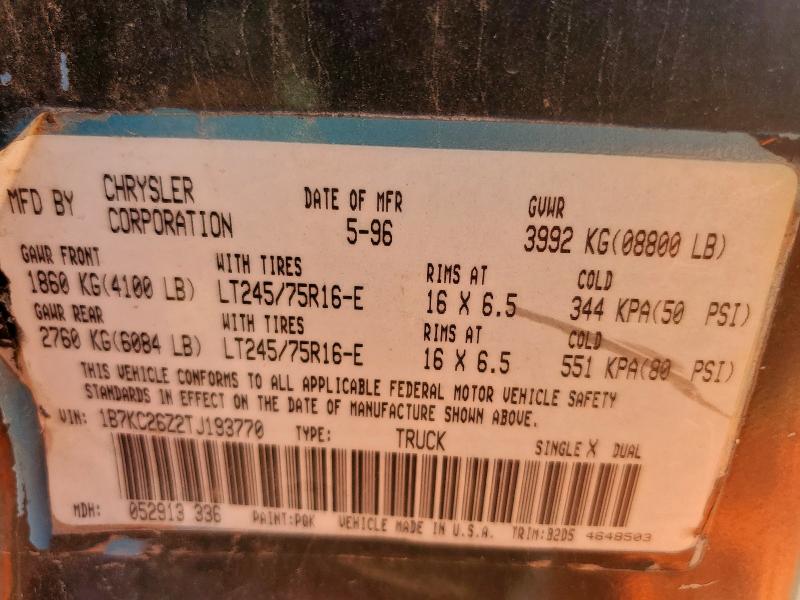 MFD BY CHRYSLER CORPORATION DATE OF MFR 5-96 GVWR 3992 KG(08800 LB)
GAWR FRONT WITH TIRES RIMS AT COLD
1860 KG(4100 LB) LT245/75R16-E 16 X 6.5 344 KPA(50 PSI)
GAWR REAR WITH TIRES RIMS AT COLD
2760 KG(6084 LB) LT245/75R16-E 16 X 6.5 551 KPA(80 PSI)
THIS VEHICLE CONFORMS TO ALL APPLICABLE FEDERAL MOTOR VEHICLE SAFETY
STANDARDS IN EFFECT ON THE DATE OF MANUFACTURE SHOWN ABOVE.
VIN: 1B7KC26Z2TJ193770 TYPE: TRUCK SINGLE X DUAL
MDH: 052913 336 PAINT:PQK VEHICLE MADE IN U.S.A. TRIM:B2D5 4648503